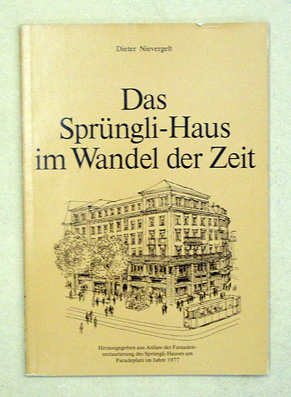 Dieter Nievergelt
Das
Sprüngli-Haus
im Wandel der Zeit
Herausgegeben aus Anlass der Fassaden-
restaurierung des Sprüngli-Hauses am
Paradeplatz im Jahre 1977